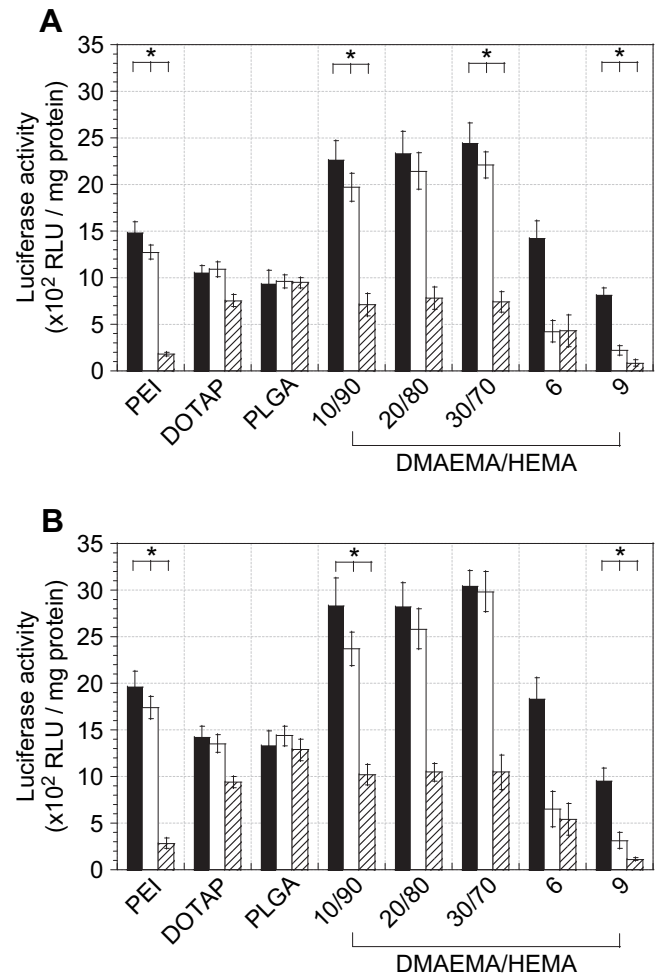 A
Luciferase activity
(x10² RLU / mg protein)
35
30
25
20
15
10
5
0
* * * *
PEI DOTAP PLGA 10/90 20/80 30/70 6 9
DMAEMA/HEMA
B
Luciferase activity
(x10² RLU / mg protein)
35
30
25
20
15
10
5
0
* * *
PEI DOTAP PLGA 10/90 20/80 30/70 6 9
DMAEMA/HEMA